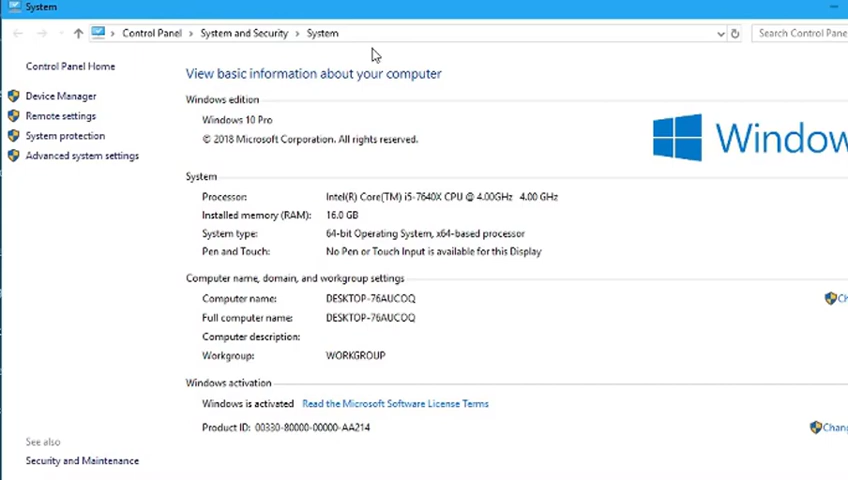 System
Control Panel > System and Security > System
Search Control Pane
Control Panel Home
Device Manager
Remote settings
System protection
Advanced system settings
View basic information about your computer
Windows edition
Windows 10 Pro
© 2018 Microsoft Corporation. All rights reserved.
Window
System
Processor: Intel(R) Core(TM) i5-7640X CPU @ 4.00GHz 4.00 GHz
Installed memory (RAM): 16.0 GB
System type: 64-bit Operating System, x64-based processor
Pen and Touch: No Pen or Touch Input is available for this Display
Computer name, domain, and workgroup settings
Computer name: DESKTOP-76AUCOQ
Ch
Full computer name: DESKTOP-76AUCOQ
Computer description:
Workgroup: WORKGROUP
Windows activation
Windows is activated Read the Microsoft Software License Terms
Product ID: 00330-80000-00000-AA214
Chang
See also
Security and Maintenance